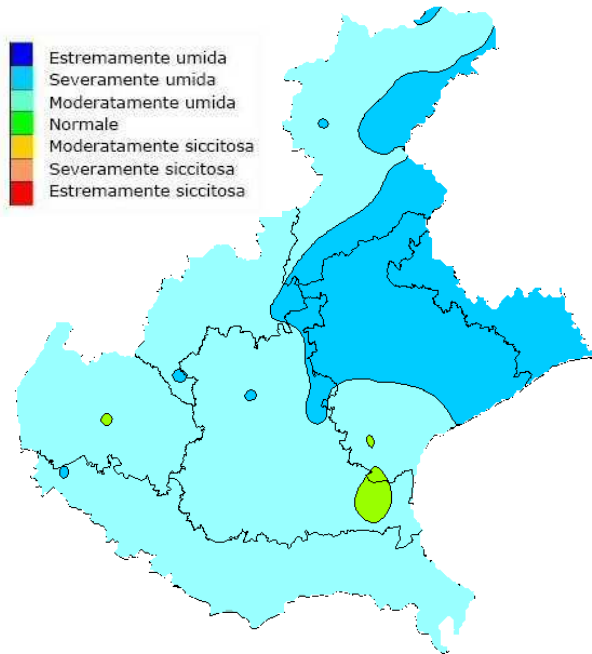 Estremamente umida
Severamente umida
Moderatamente umida
Normale
Moderatamente siccitosa
Severamente siccitosa
Estremamente siccitosa